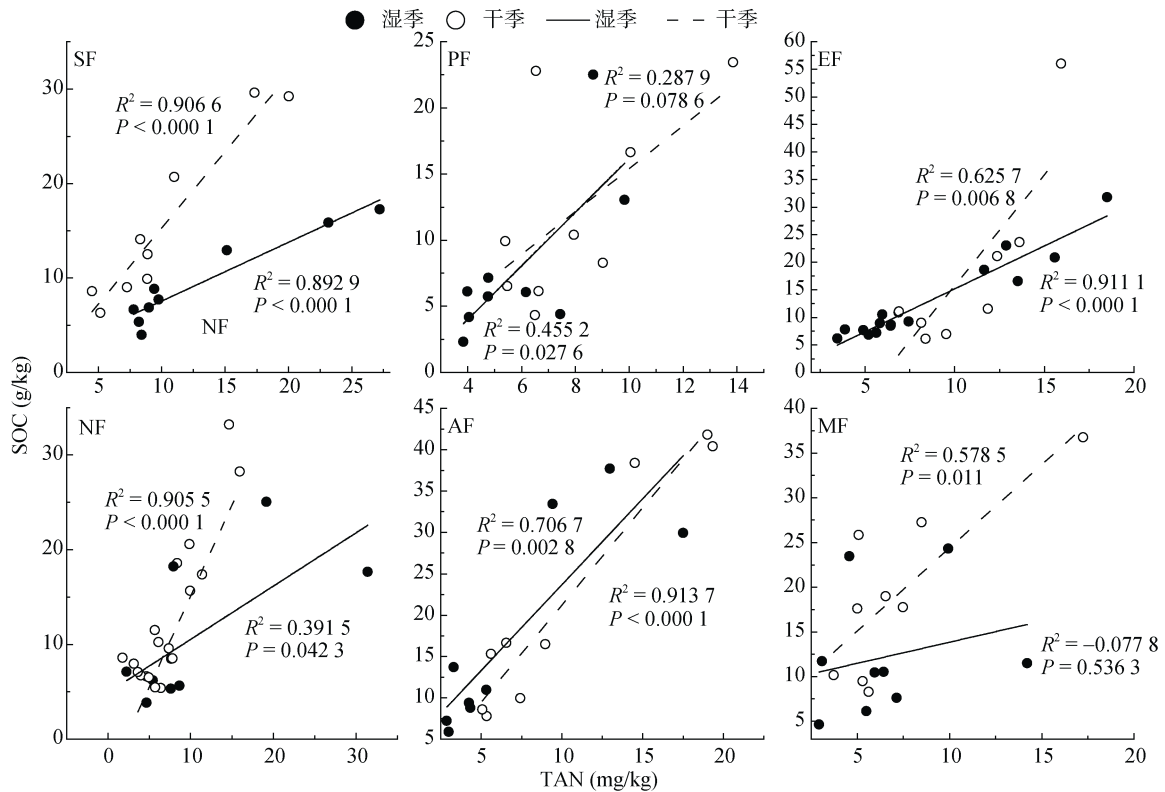 湿季 干季 湿季 干季
SF
R² = 0.906 6
P < 0.000 1
R² = 0.892 9
P < 0.000 1
NF
30
20
10
0
5 10 15 20 25
PF
R² = 0.287 9
P = 0.078 6
R² = 0.455 2
P = 0.027 6
25
20
15
10
5
0
4 6 8 10 12 14
EF
R² = 0.625 7
P = 0.006 8
R² = 0.911 1
P < 0.000 1
60
55
50
45
40
35
30
25
20
15
10
5
0
5 10 15 20
SOC (g/kg)
NF
R² = 0.905 5
P < 0.000 1
R² = 0.391 5
P = 0.042 3
30
20
10
0
0 10 20 30
AF
R² = 0.706 7
P = 0.002 8
R² = 0.913 7
P < 0.000 1
45
40
35
30
25
20
15
10
5
5 10 15 20
MF
R² = 0.578 5
P = 0.011
R² = –0.077 8
P = 0.536 3
40
35
30
25
20
15
10
5
5 10 15 20
TAN (mg/kg)